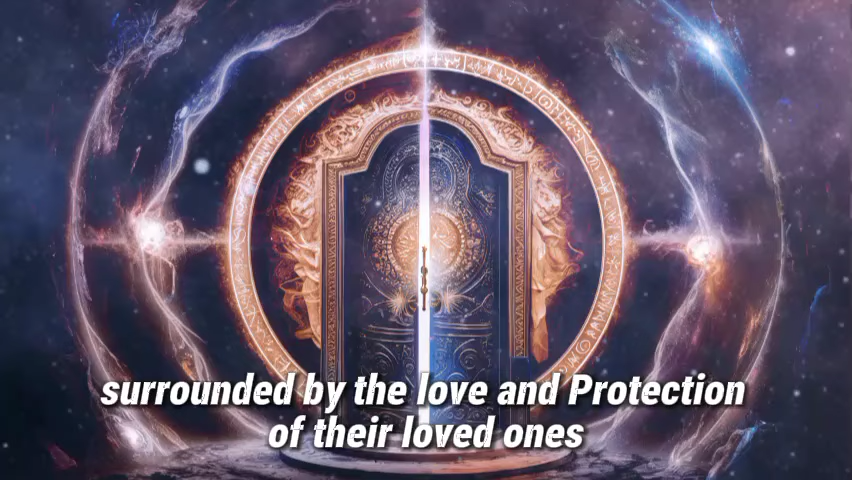 surrounded by the love and Protection
of their loved ones